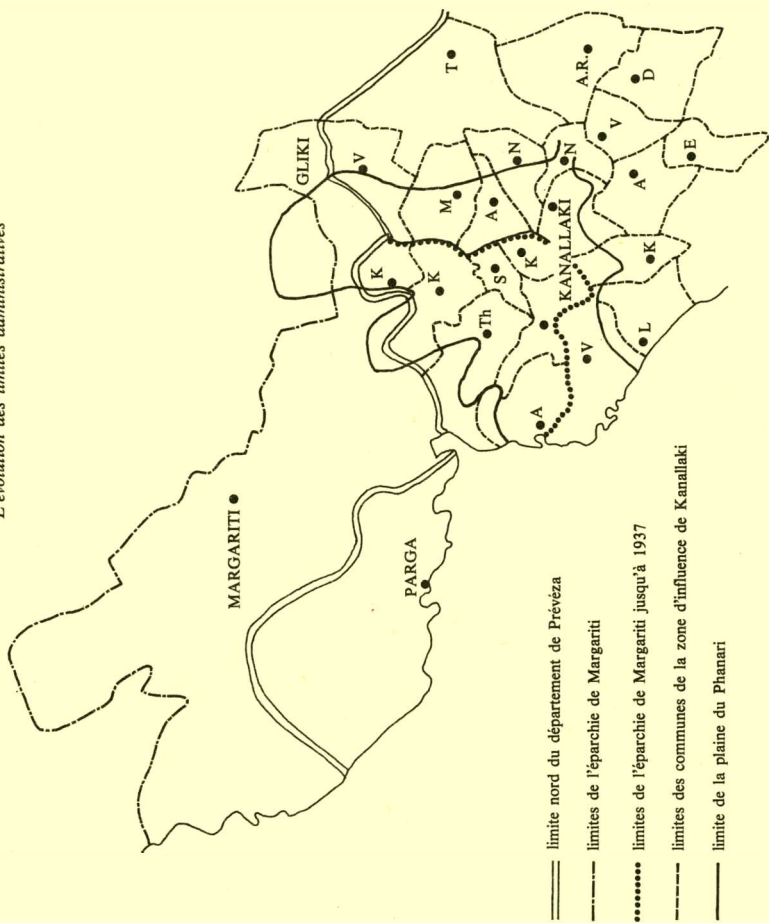 L'évolution des limites administratives
GLIKI
MARGARITI
PARGA
KANALLAKI
T
A.R.
D
V
V
N
N
E
M
A
A
K
K
S
K
K
Th
L
V
A
limite nord du département de Prévéza
limites de l'éparchie de Margariti
limites de l'éparchie de Margariti jusqu'à 1937
limites des communes de la zone d'influence de Kanallaki
limite de la plaine du Phanari